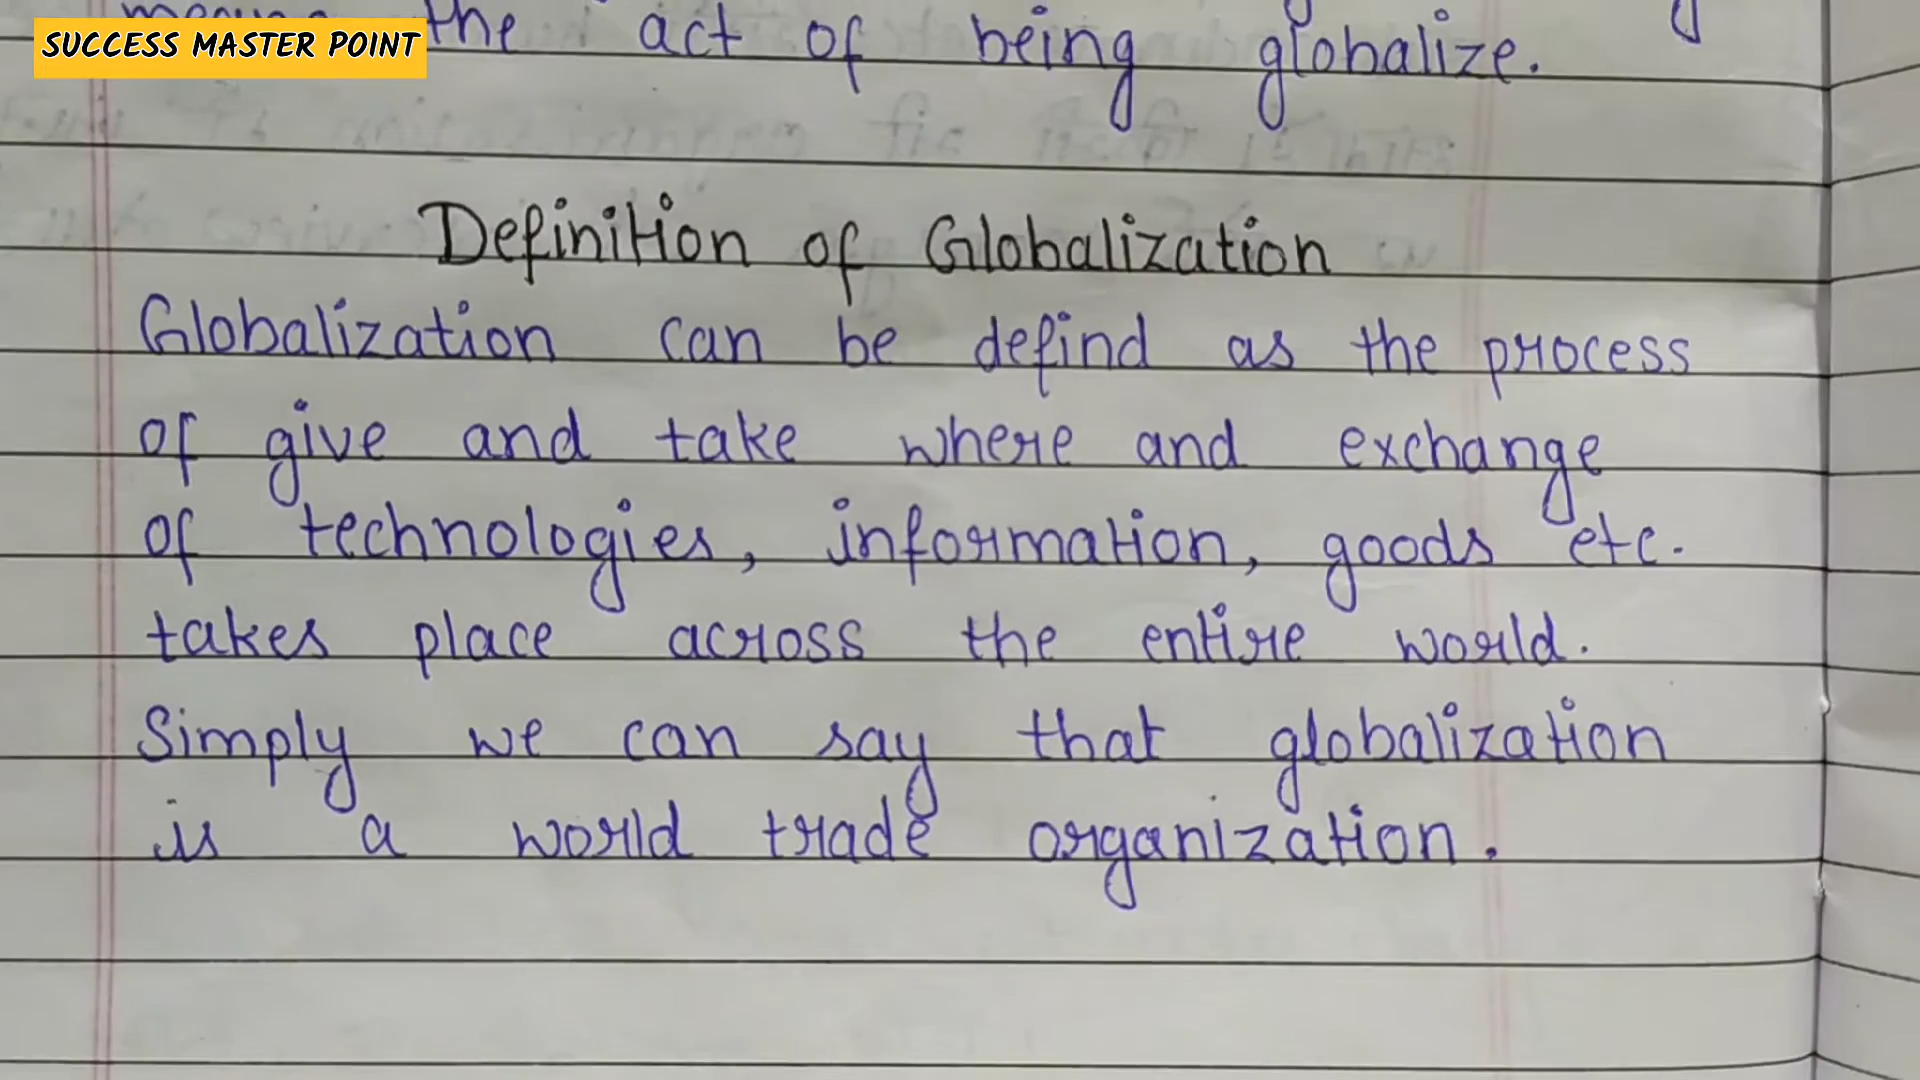 SUCCESS MASTER POINT
the act of being globalize.
Definition of Globalization
Globalization can be defind as the process
of give and take where and exchange
of technologies, information, goods etc.
takes place across the entire world.
Simply we can say that globalization
is a world trade organization.